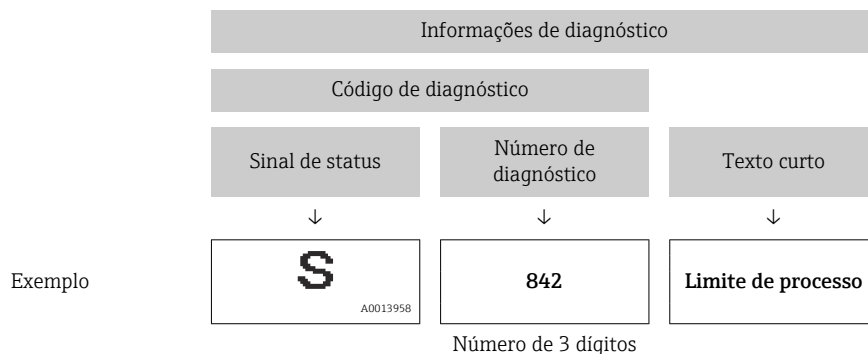 Informações de diagnóstico
Código de diagnóstico
Sinal de status
Número de
diagnóstico
Texto curto
↓ ↓ ↓
Exemplo
S
A0013958
842
Limite de processo
Número de 3 dígitos